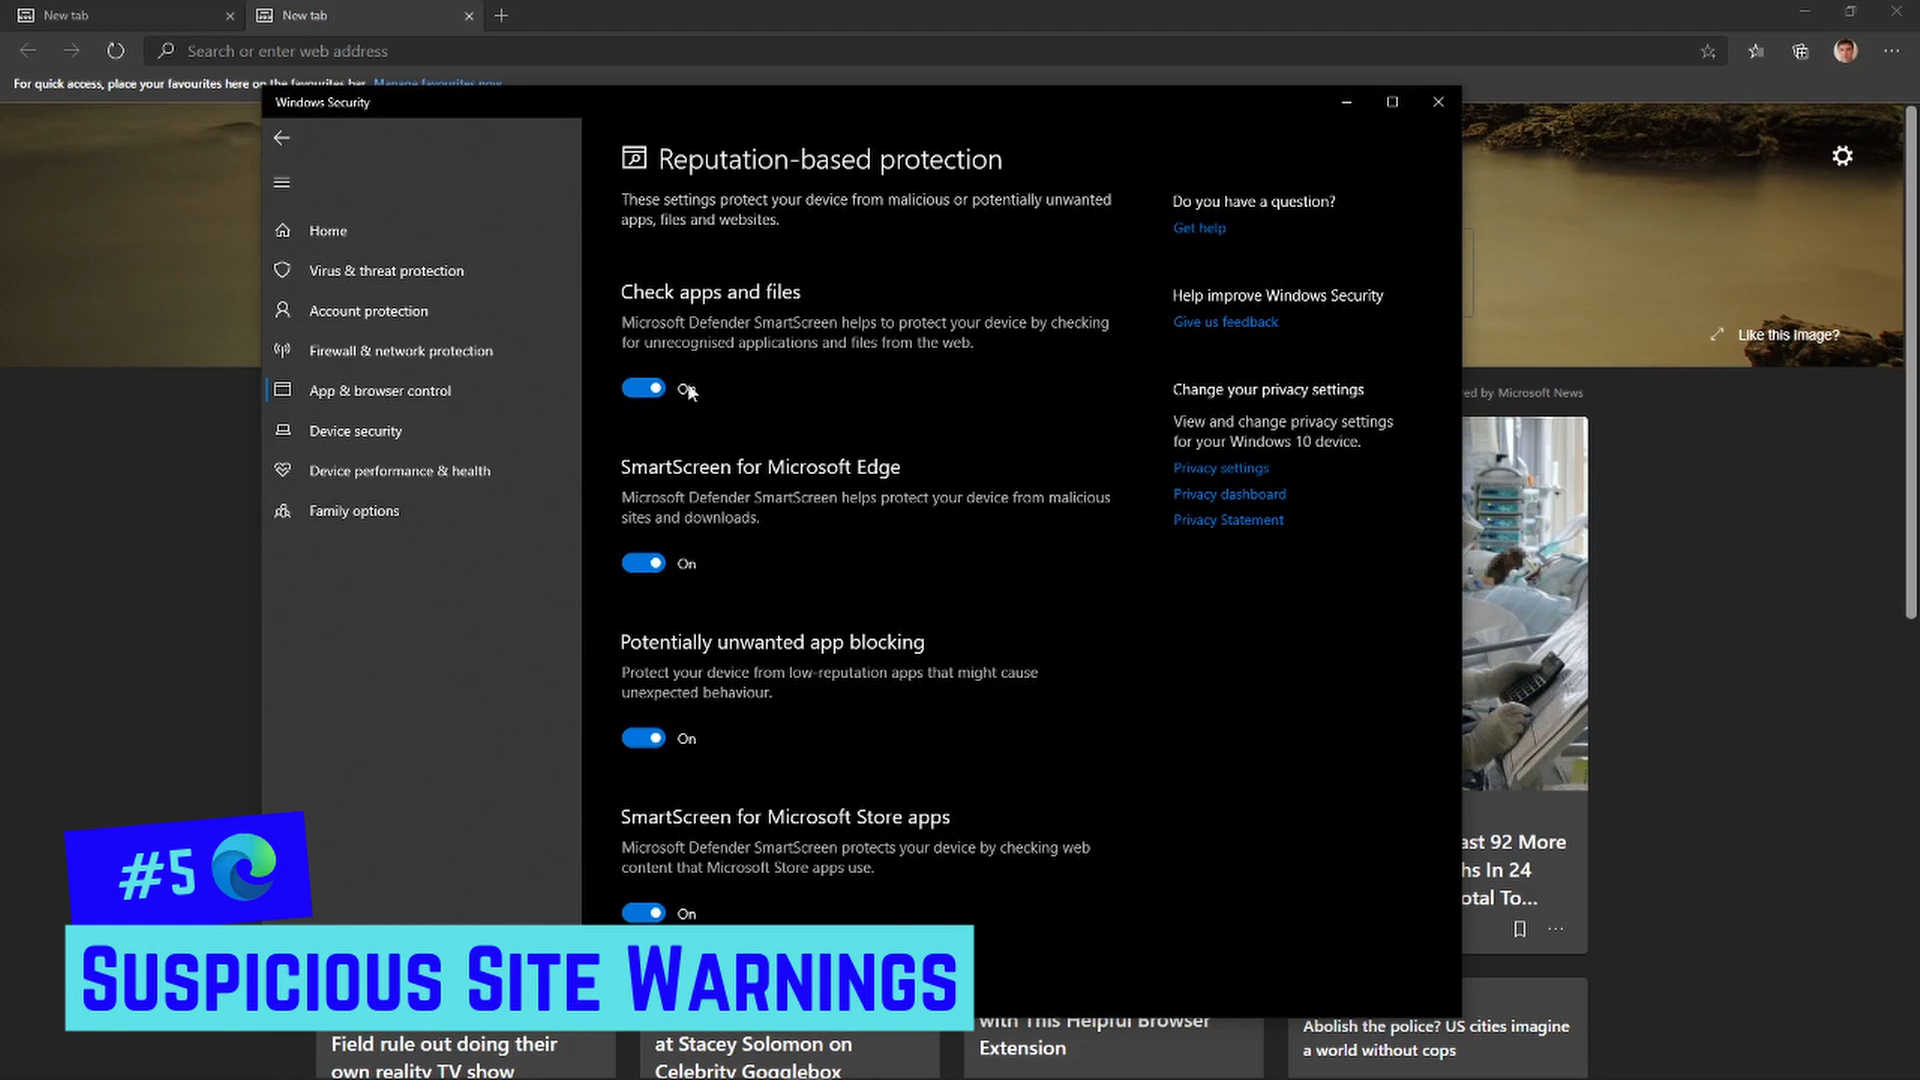 New tab
New tab
Search or enter web address
For quick access, place your favourites here on the favourites bar. Manage favourites now
Windows Security
Reputation-based protection
These settings protect your device from malicious or potentially unwanted
apps, files and websites.
Home
Virus & threat protection
Account protection
Firewall & network protection
App & browser control
Device security
Device performance & health
Family options
Check apps and files
Microsoft Defender SmartScreen helps to protect your device by checking
for unrecognised applications and files from the web.
On
SmartScreen for Microsoft Edge
Microsoft Defender SmartScreen helps protect your device from malicious
sites and downloads.
On
Potentially unwanted app blocking
Protect your device from low-reputation apps that might cause
unexpected behaviour.
On
SmartScreen for Microsoft Store apps
Microsoft Defender SmartScreen protects your device by checking web
content that Microsoft Store apps use.
On
Do you have a question?
Get help
Help improve Windows Security
Give us feedback
Change your privacy settings
View and change privacy settings
for your Windows 10 device.
Privacy settings
Privacy dashboard
Privacy Statement
Like this image?
ed by Microsoft News
ast 92 More
hs In 24
otal To...
#5
Suspicious Site Warnings
Field rule out doing their
own reality TV show
at Stacey Solomon on
Celebrity Gogglebox
with This Helpful Browser
Extension
Abolish the police? US cities imagine
a world without cops